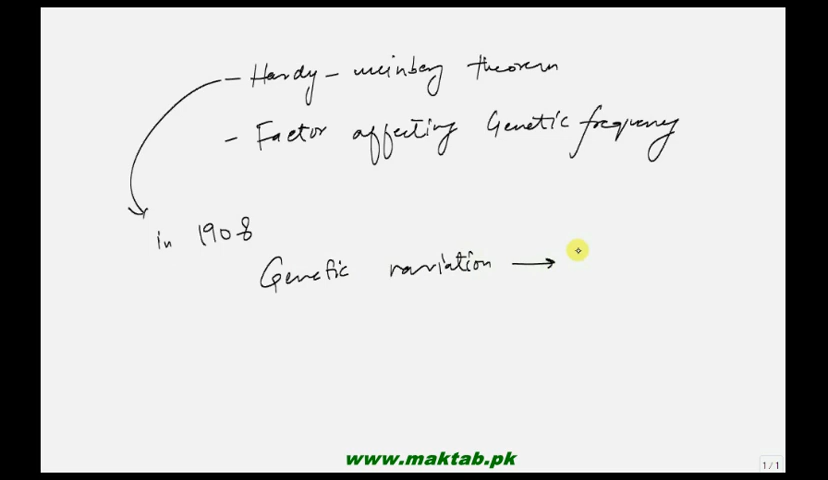 - Hardy - weinberg theorem
- Factor affecting Genetic frequency
in 1908
Genetic variation →
www.maktab.pk
1/1